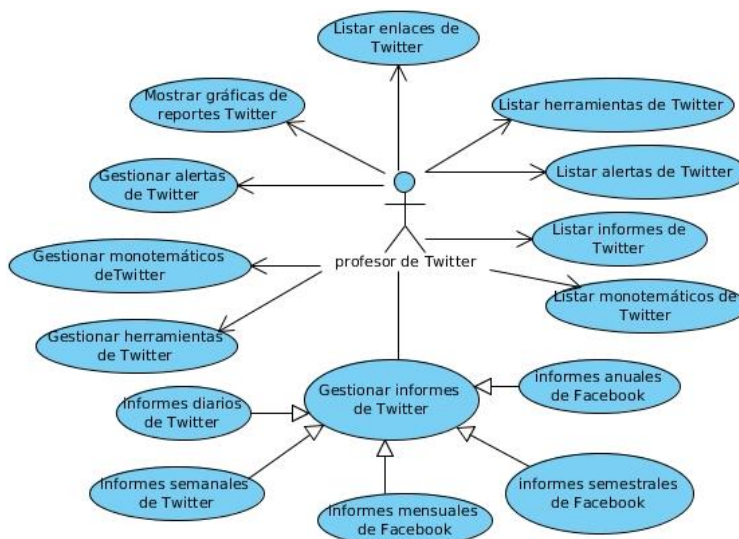 Listar enlaces de
Twitter
Mostrar gráficas de
reportes Twitter
Listar herramientas de Twitter
Gestionar alertas
de Twitter
Listar alertas de Twitter
Gestionar monotemáticos
deTwitter
profesor de Twitter
Listar informes de
Twitter
Listar monotemáticos de
Twitter
Gestionar herramientas
de Twitter
Gestionar informes
de Twitter
informes anuales
de Facebook
Informes diarios
de Twitter
Informes semanales
de Twitter
Informes mensuales
de Facebook
informes semestrales
de Facebook